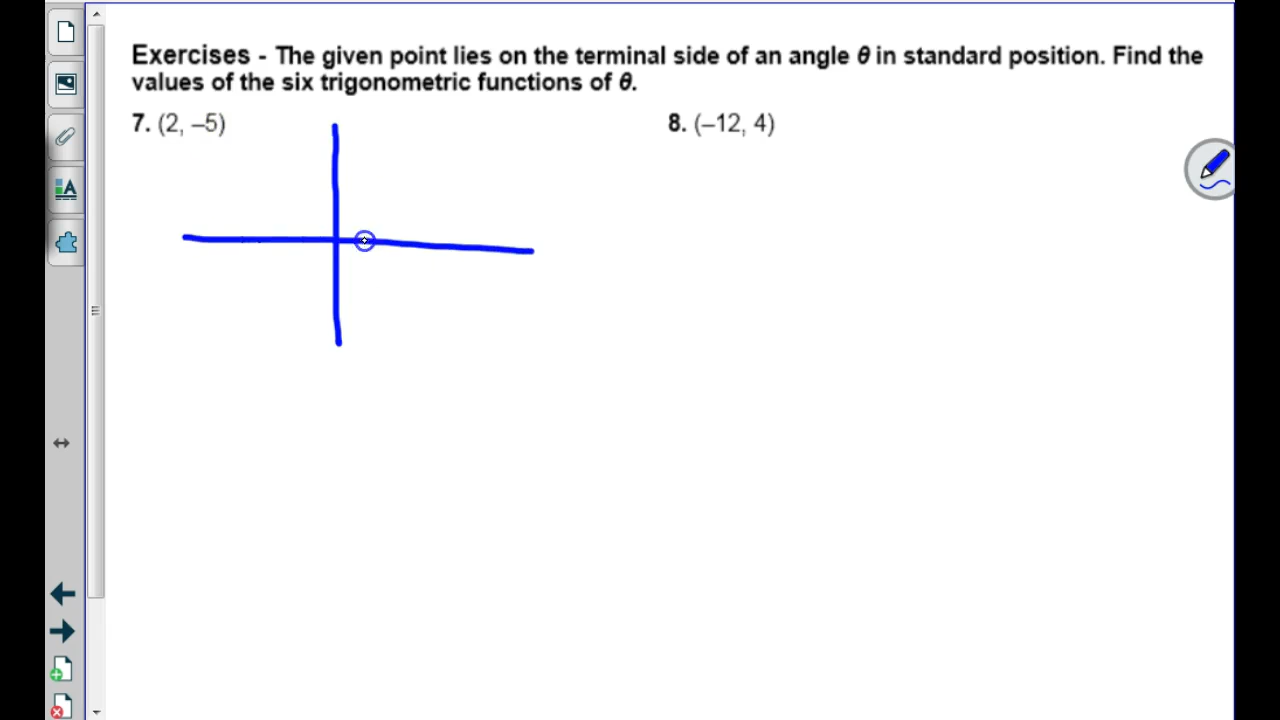 Exercises - The given point lies on the terminal side of an angle θ in standard position. Find the
values of the six trigonometric functions of θ.
7. (2, –5)
8. (–12, 4)